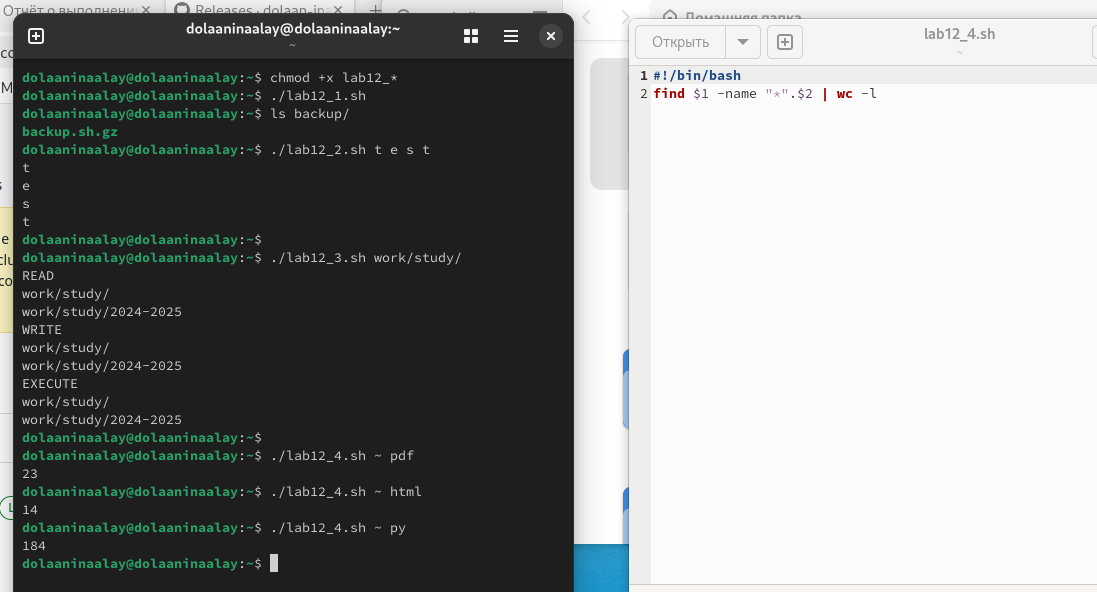 Отчёт о выполнени
Releases · dolaan-in
Домашняя папка
dolaaninaalay@dolaaninaalay:~
~
dolaaninaalay@dolaaninaalay:~$ chmod +x lab12_*
dolaaninaalay@dolaaninaalay:~$ ./lab12_1.sh
dolaaninaalay@dolaaninaalay:~$ ls backup/
backup.sh.gz
dolaaninaalay@dolaaninaalay:~$ ./lab12_2.sh t e s t
t
e
s
t
dolaaninaalay@dolaaninaalay:~$
dolaaninaalay@dolaaninaalay:~$ ./lab12_3.sh work/study/
READ
work/study/
work/study/2024-2025
WRITE
work/study/
work/study/2024-2025
EXECUTE
work/study/
work/study/2024-2025
dolaaninaalay@dolaaninaalay:~$
dolaaninaalay@dolaaninaalay:~$ ./lab12_4.sh ~ pdf
23
dolaaninaalay@dolaaninaalay:~$ ./lab12_4.sh ~ html
14
dolaaninaalay@dolaaninaalay:~$ ./lab12_4.sh ~ py
184
dolaaninaalay@dolaaninaalay:~$
Открыть
lab12_4.sh
~
1 #!/bin/bash
2 find $1 -name "*".$2 | wc -l